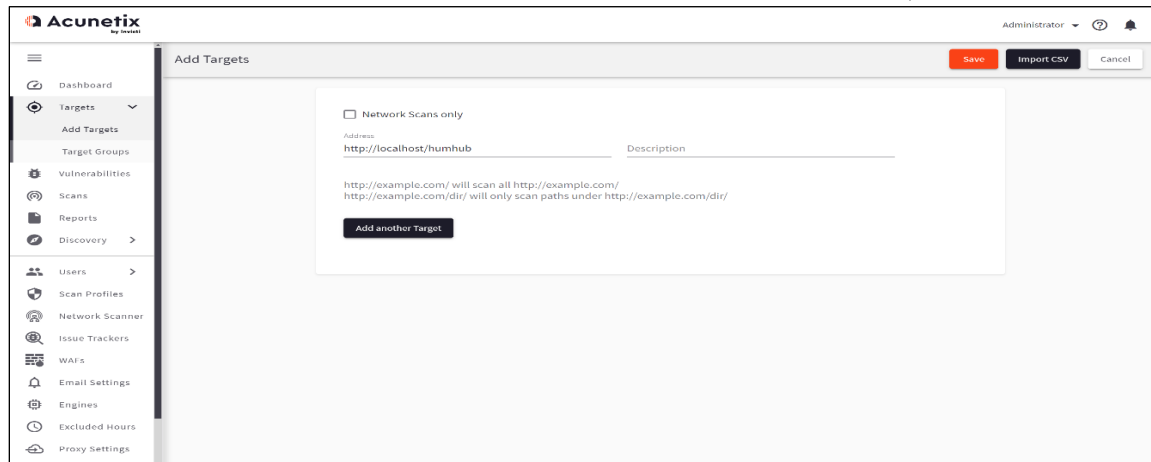 Acunetix
by Invicti
Administrator
Add Targets
Save
Import CSV
Cancel
Dashboard
Targets
Add Targets
Target Groups
Vulnerabilities
Scans
Reports
Discovery
Users
Scan Profiles
Network Scanner
Issue Trackers
WAFs
Email Settings
Engines
Excluded Hours
Proxy Settings
Network Scans only
Address
http://localhost/humhub
Description
http://example.com/ will scan all http://example.com/
http://example.com/dir/ will only scan paths under http://example.com/dir/
Add another Target